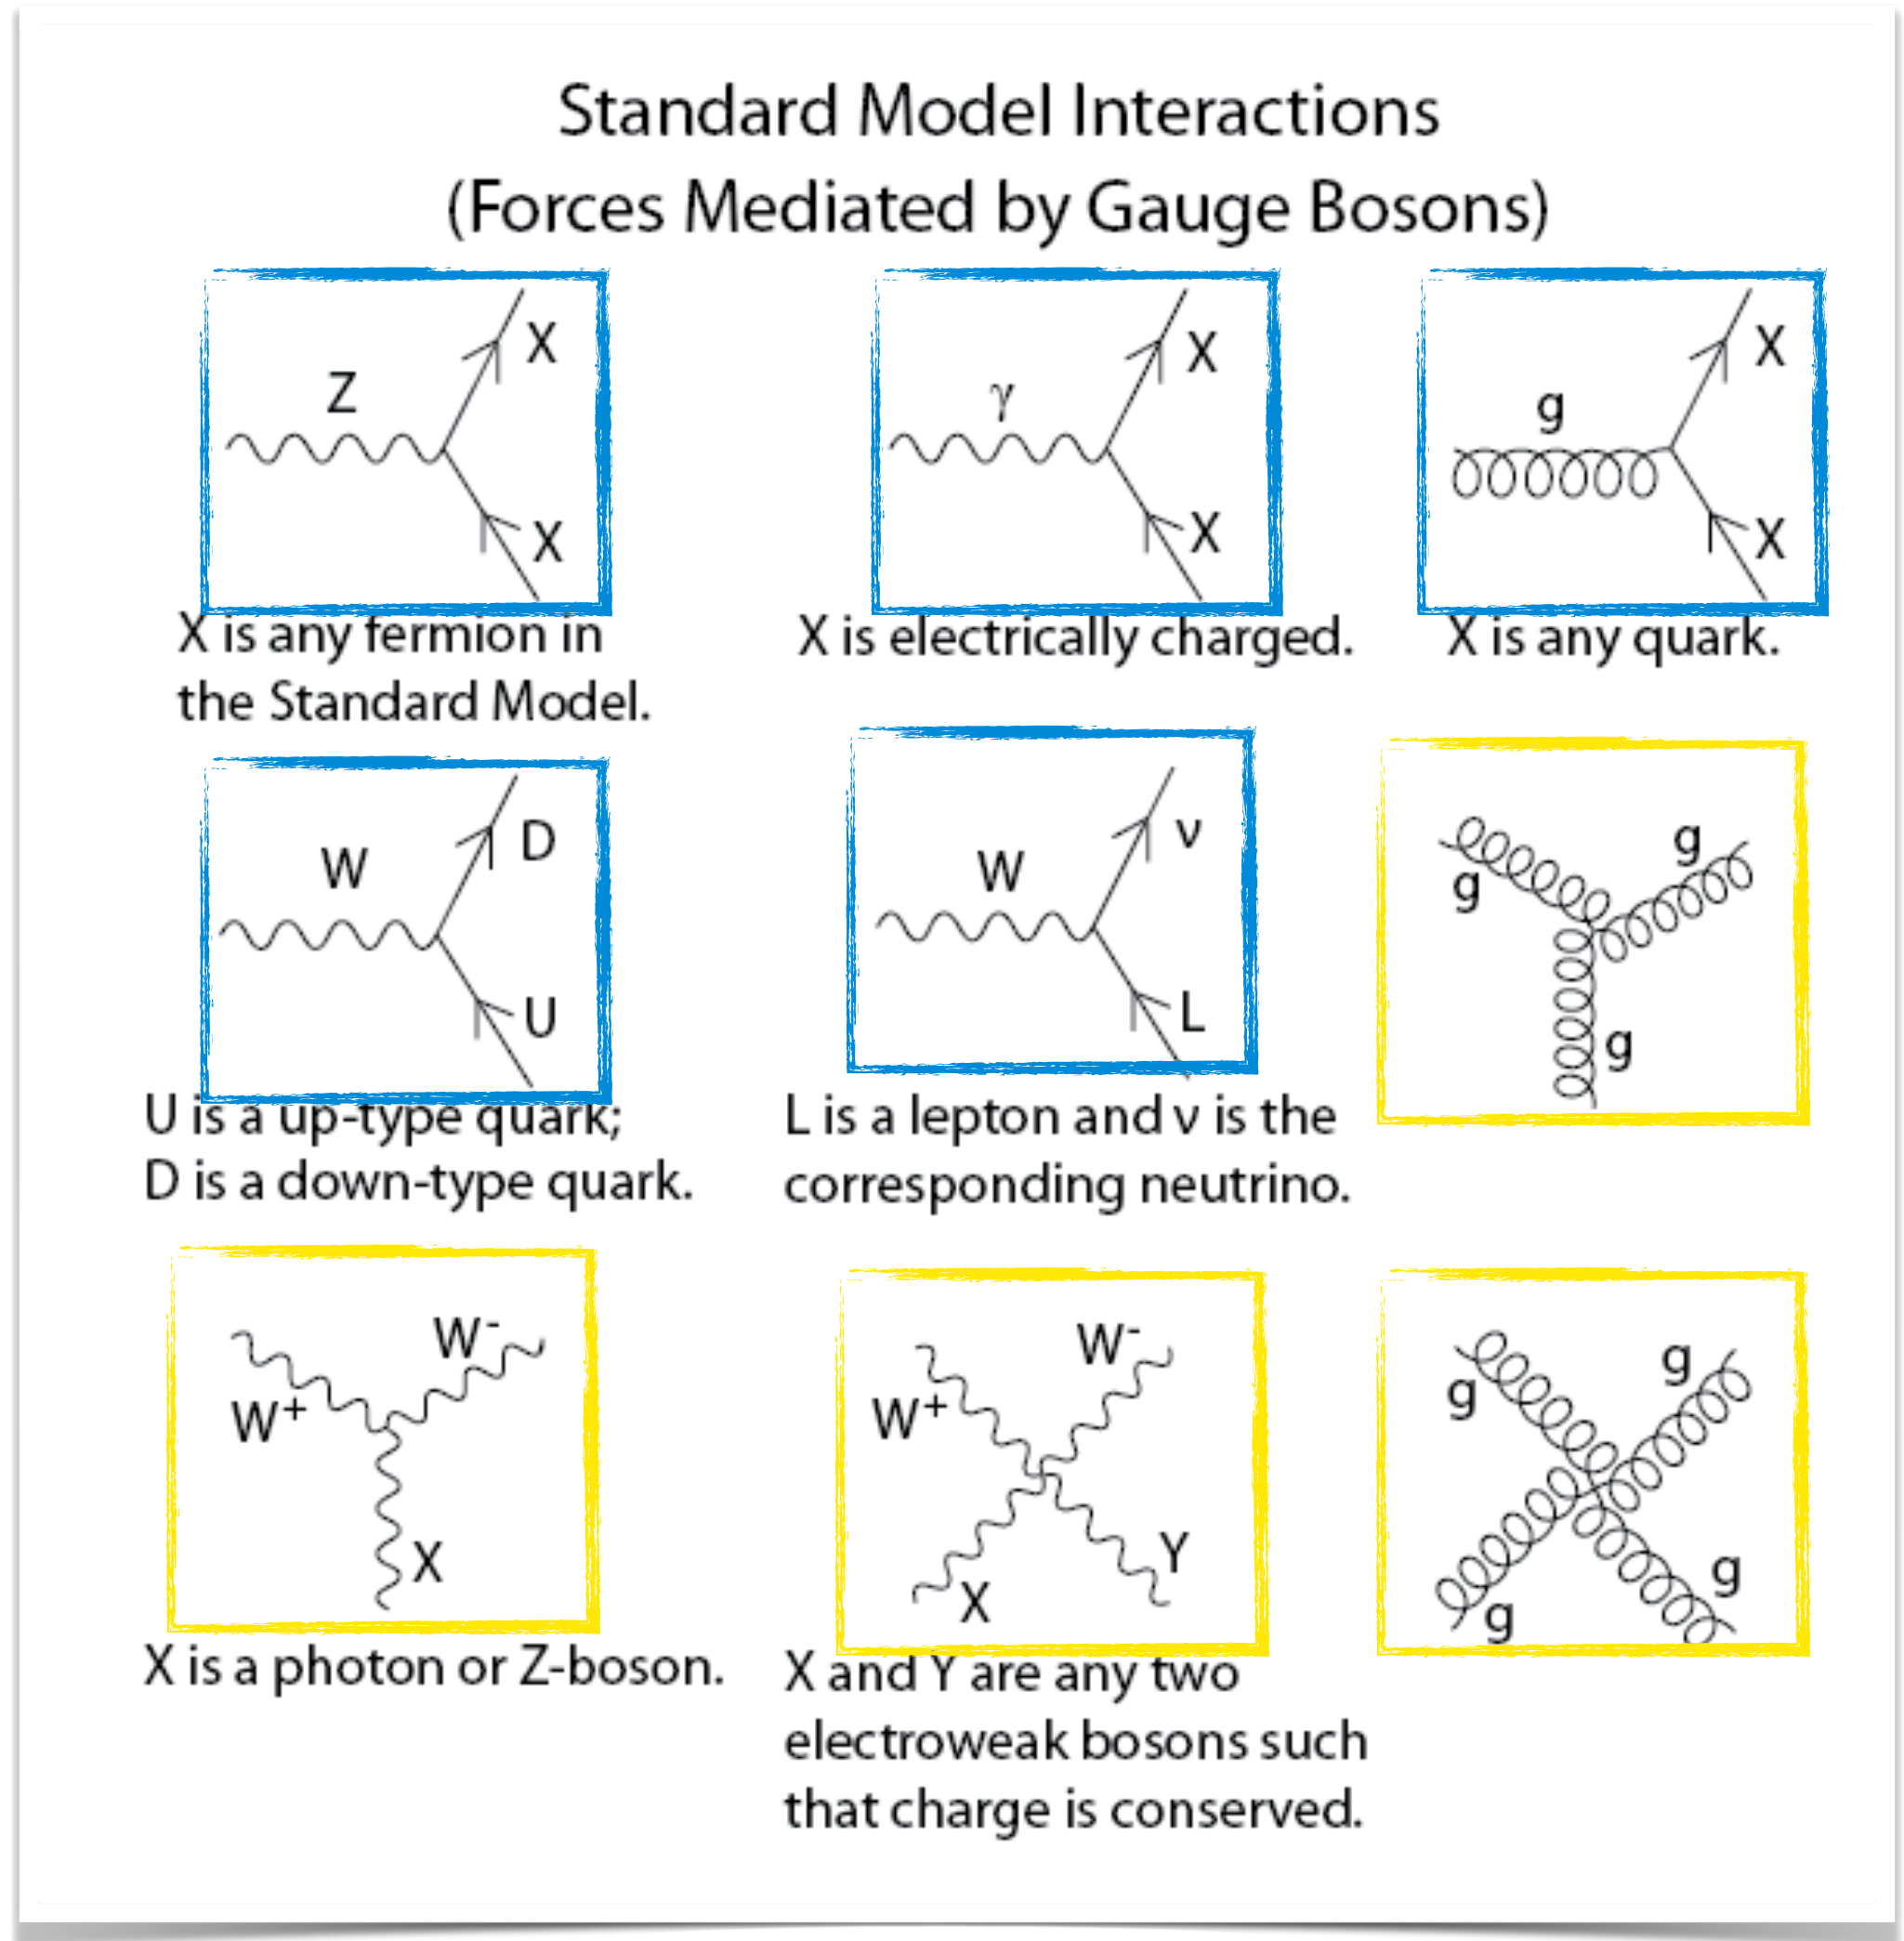 Standard Model Interactions
(Forces Mediated by Gauge Bosons)
Z
X
X
X is any fermion in
the Standard Model.
γ
X
X
X is electrically charged.
g
X
X
X is any quark.
W
D
U
U is a up-type quark;
D is a down-type quark.
W
ν
L
L is a lepton and ν is the
corresponding neutrino.
g
g
g
W⁺
W⁻
X
X is a photon or Z-boson.
W⁺
W⁻
X
Y
X and Y are any two
electroweak bosons such
that charge is conserved.
g
g
g
g